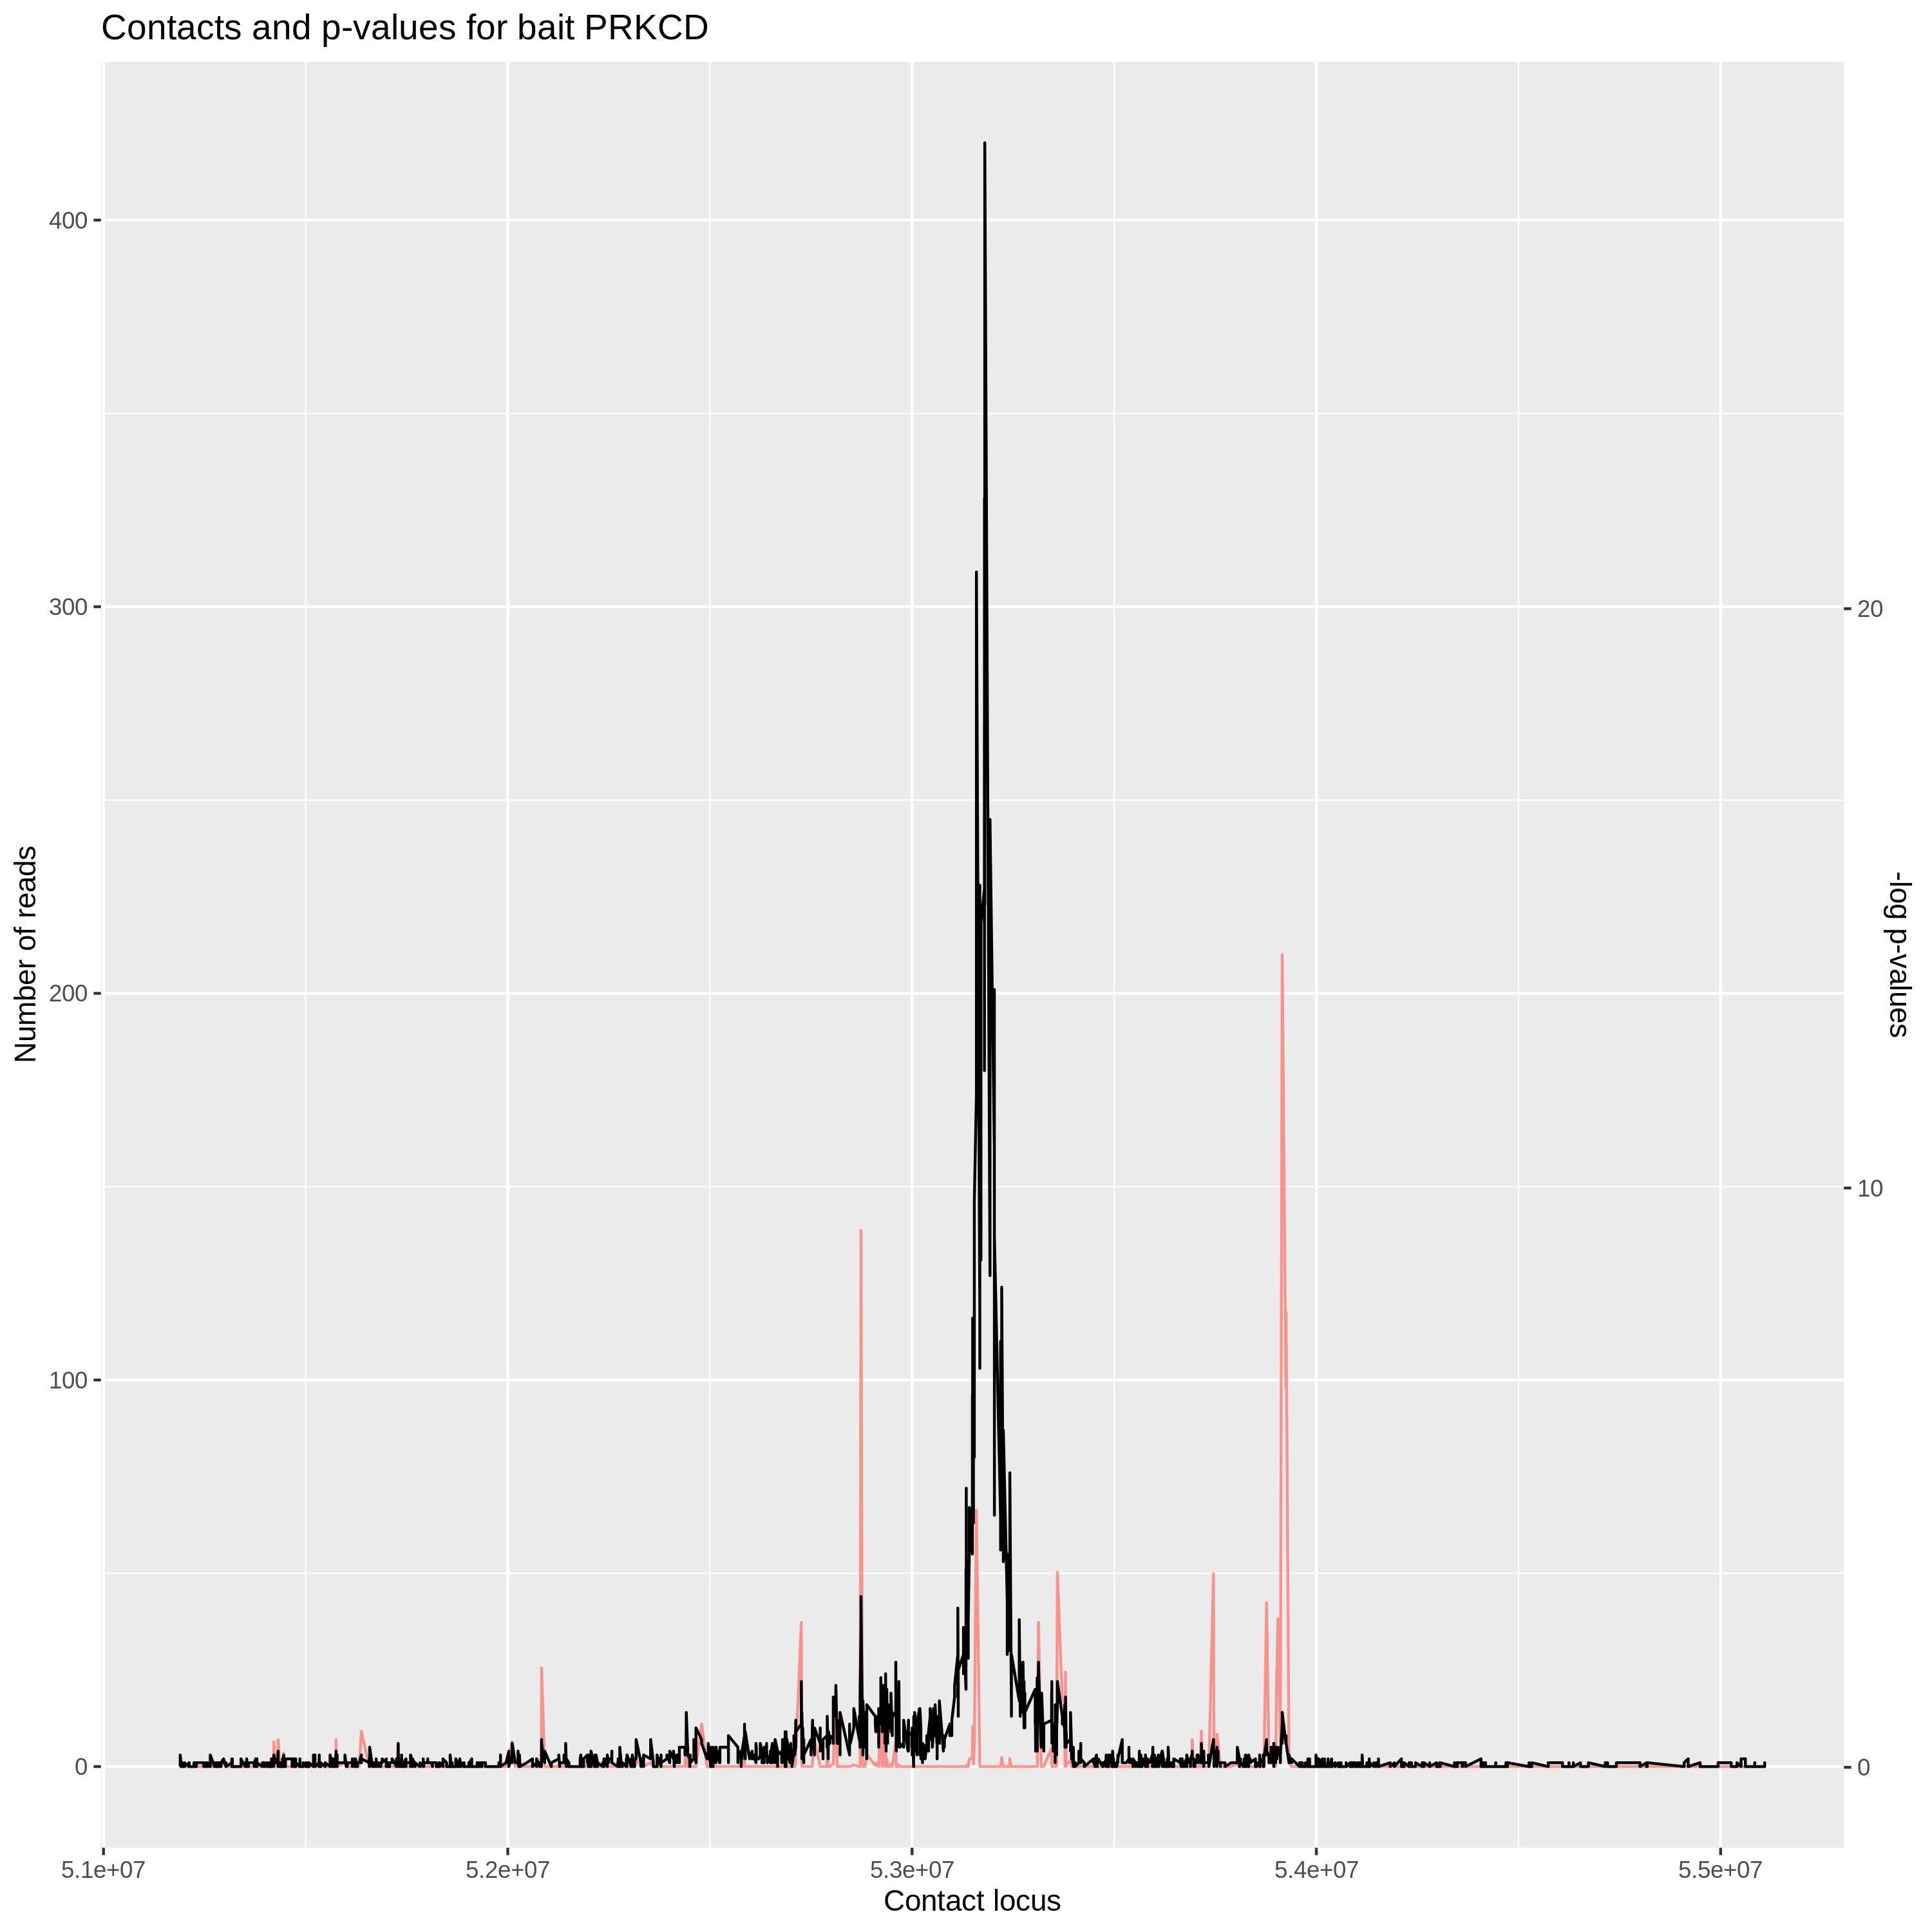 Contacts and p-values for bait PRKCD
400
300
200
100
0
Number of reads
20
10
0
-log p-values
5.1e+07
5.2e+07
5.3e+07
5.4e+07
5.5e+07
Contact locus